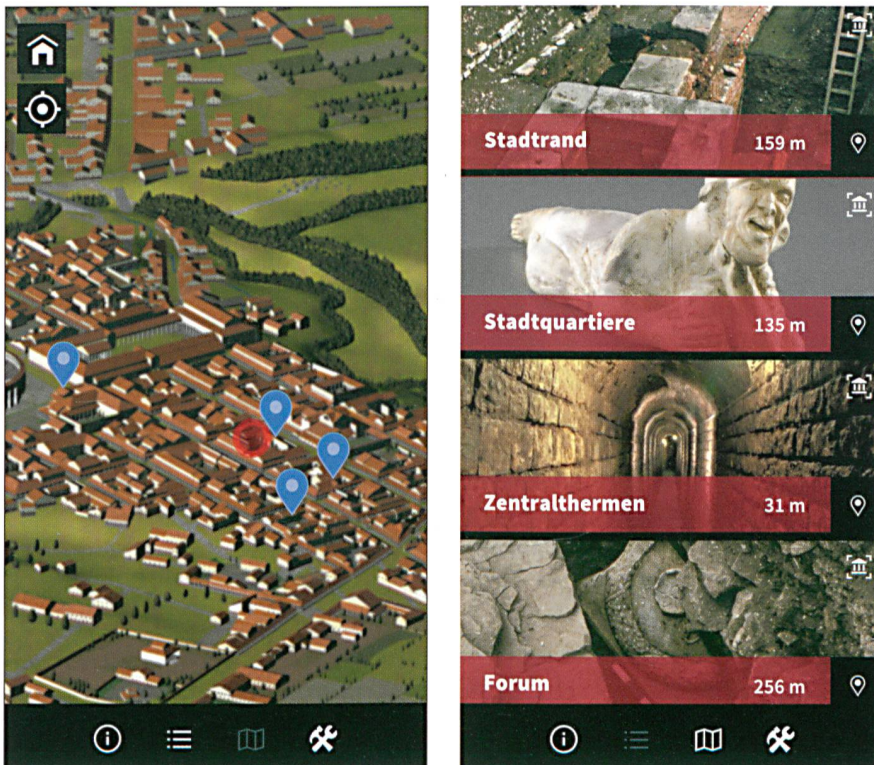 Stadtrand 159 m
Stadtquartiere 135 m
Zentralthermen 31 m
Forum 256 m